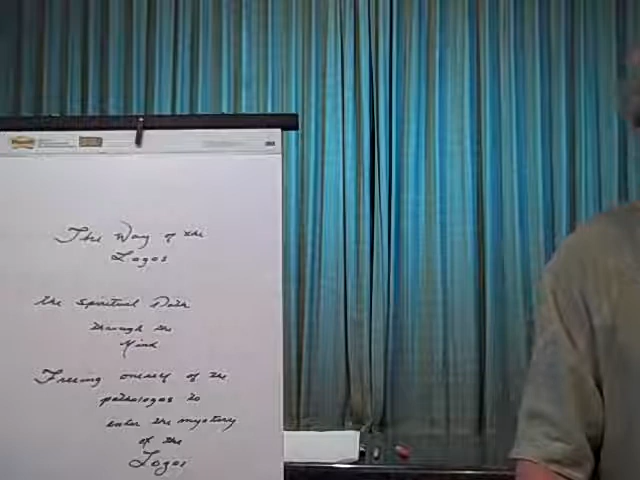 The Way of the
Logos
the Spiritual Path
through the
Mind
Freeing oneself of the
pathologos to
enter the mystery
of the
Logos